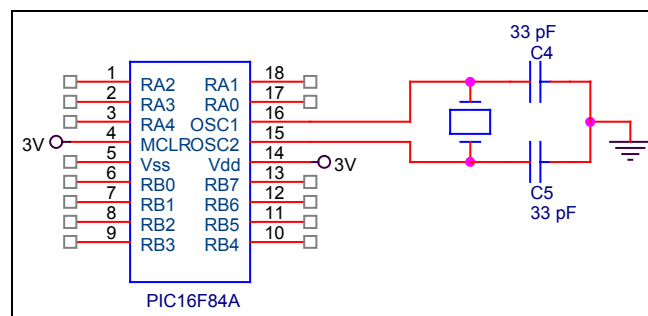 33 pF
C4
1 RA2 RA1 18
2 RA3 RA0 17
3 RA4 OSC1 16
3V 4 MCLR OSC2 15
5 Vss Vdd 14 3V
6 RB0 RB7 13
7 RB1 RB6 12
8 RB2 RB5 11
9 RB3 RB4 10
C5
33 pF
PIC16F84A